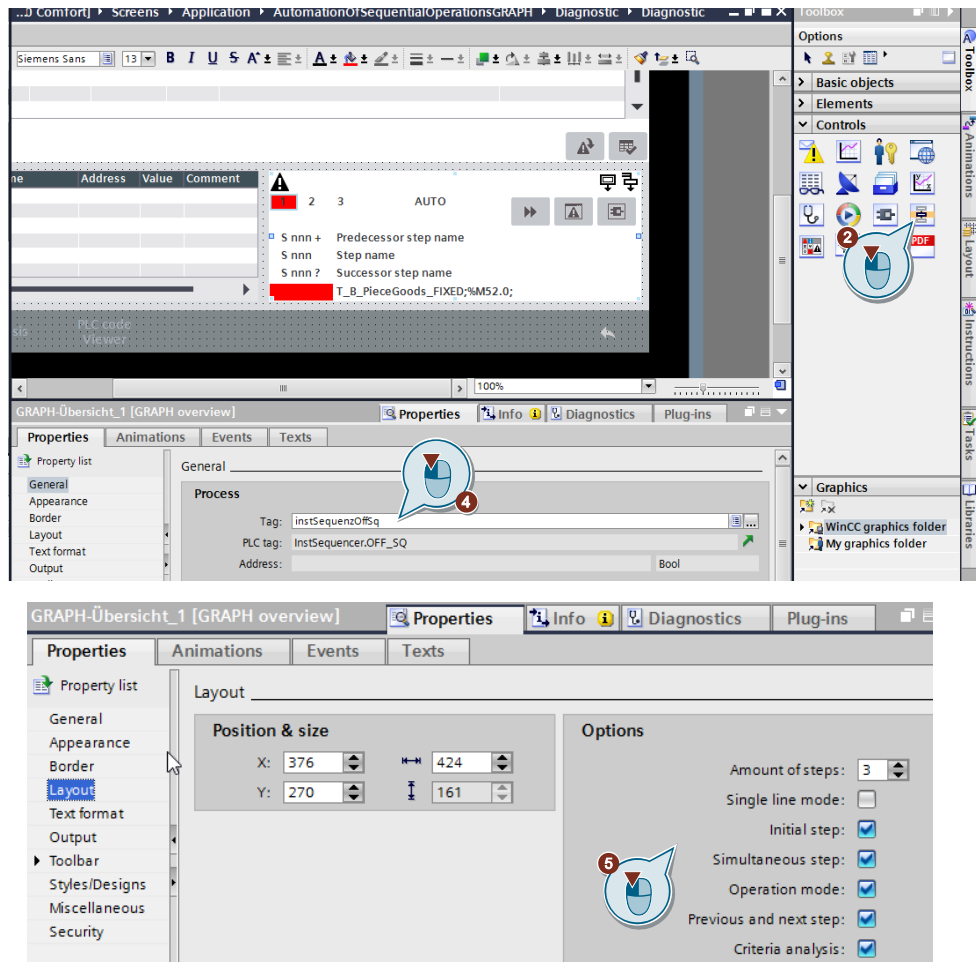 ...D Comfort] ▸ Screens ▸ Application ▸ AutomationOfSequentialOperationsGRAPH ▸ Diagnostic ▸ Diagnostic
Toolbox
Options
Siemens Sans 13 B I U S A A
Basic objects
Elements
Controls
me Address Value Comment
1 2 3 AUTO
S nnn + Predecessor step name
S nnn Step name
S nnn ? Successor step name
T_B_PieceGoods_FIXED;%M52.0;
sis
PLC code
Viewer
2
PDF
100%
Toolbox
Animations
Layout
Instructions
Tasks
Libraries
GRAPH-Übersicht_1 [GRAPH overview]
Properties Info Diagnostics Plug-ins
Properties Animations Events Texts
Property list
General
Appearance
Border
Layout
Text format
Output
General
Process
4
Tag: instSequenzOffSq
PLC tag: InstSequencer.OFF_SQ
Address: Bool
Graphics
WinCC graphics folder
My graphics folder
GRAPH-Übersicht_1 [GRAPH overview]
Properties Info Diagnostics Plug-ins
Properties Animations Events Texts
Property list
General
Appearance
Border
Layout
Text format
Output
Toolbar
Styles/Designs
Miscellaneous
Security
Layout
Position & size
X: 376 424
Y: 270 161
Options
Amount of steps: 3
Single line mode:
Initial step:
5
Simultaneous step:
Operation mode:
Previous and next step:
Criteria analysis: